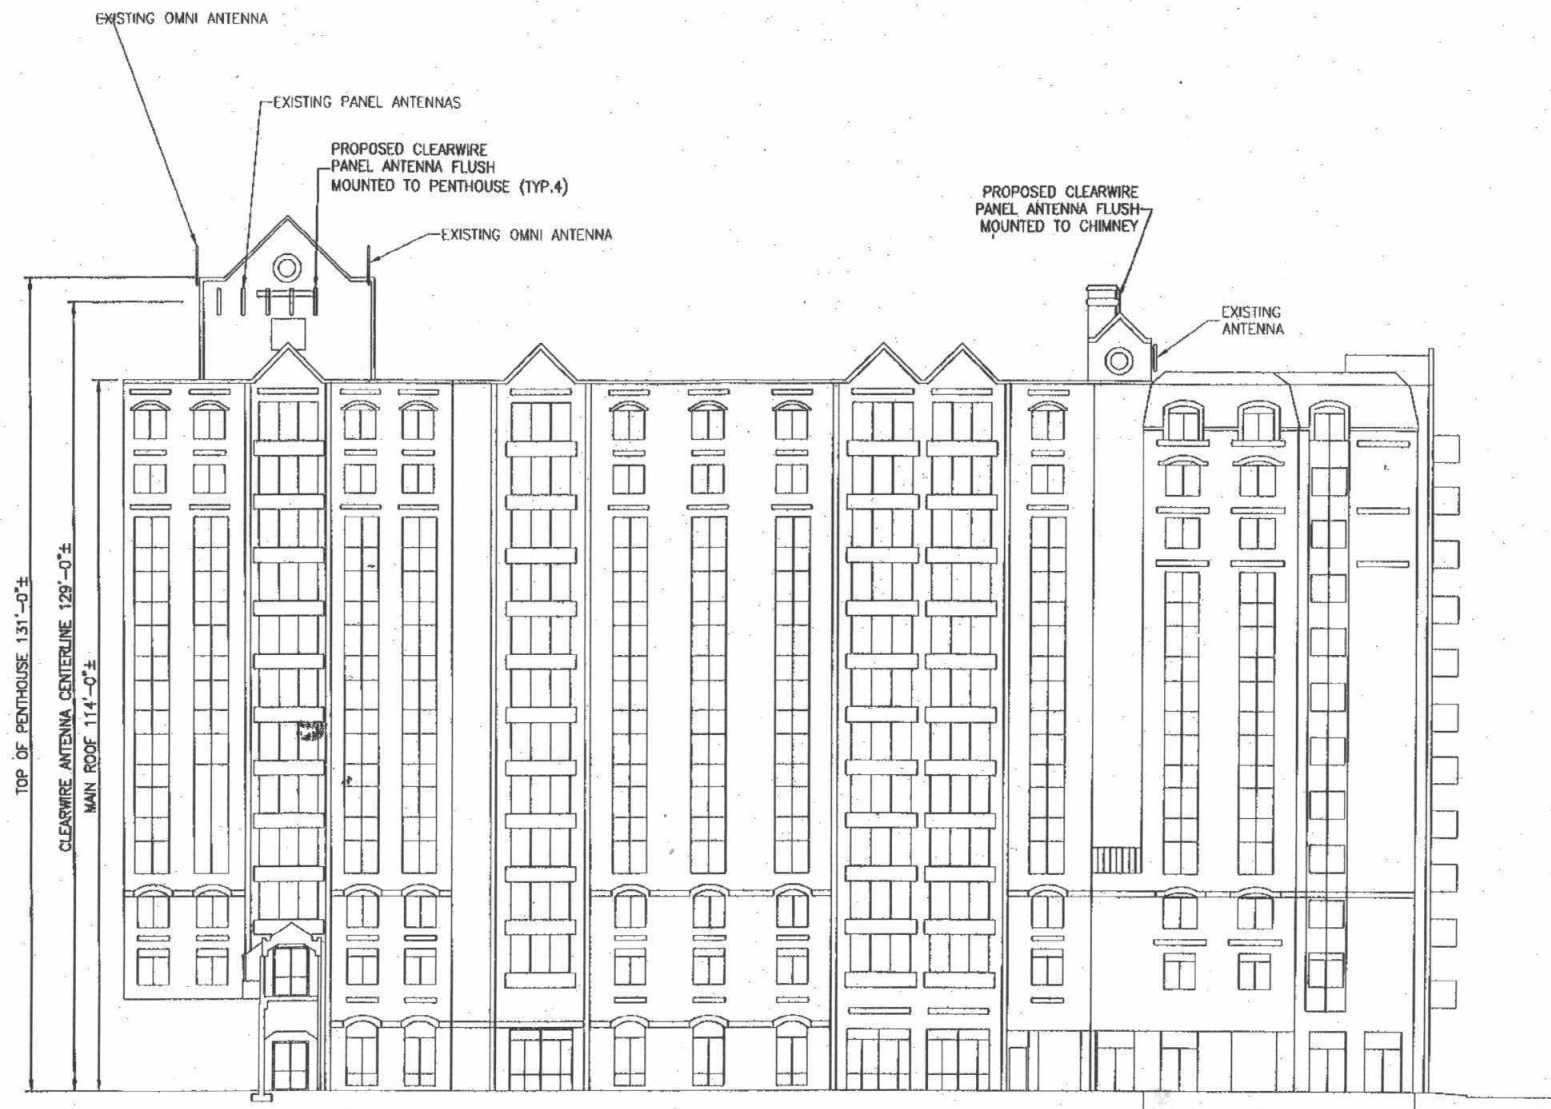 EXISTING OMNI ANTENNA
EXISTING PANEL ANTENNAS
PROPOSED CLEARWIRE
PANEL ANTENNA FLUSH
MOUNTED TO PENTHOUSE (TYP.4)
EXISTING OMNI ANTENNA
PROPOSED CLEARWIRE
PANEL ANTENNA FLUSH
MOUNTED TO CHIMNEY
EXISTING
ANTENNA
TOP OF PENTHOUSE 131'-0"±
CLEARWIRE ANTENNA CENTERLINE 129'-0"±
MAIN ROOF 114'-0"±